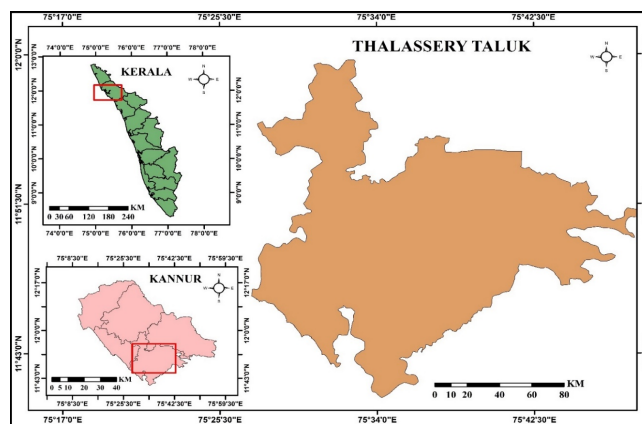 75°17'0"E 75°25'30"E 75°34'0"E 75°42'30"E
THALASSERY TALUK
N
W E
S
12°0'0"N
11°51'30"N
11°43'0"N
74°0'0"E 75°0'0"E 76°0'0"E 77°0'0"E 78°0'0"E
KERALA
N
W E
S
13°0'0"N
12°0'0"N 12°0'0"N
11°0'0"N 11°0'0"N
10°0'0"N 10°0'0"N
9°0'0"N 9°0'0"N
KM
0 30 60 120 180 240
74°0'0"E 75°0'0"E 76°0'0"E 77°0'0"E 78°0'0"E
75°8'30"E 75°25'30"E 75°42'30"E 75°59'30"E
KANNUR
N
W E
S
12°17'0"N 12°17'0"N
12°0'0"N 12°0'0"N
11°43'0"N 11°43'0"N
KM
0 5 10 20 30 40
75°8'30"E 75°25'30"E 75°42'30"E 75°59'30"E
KM
0 10 20 40 60 80
75°17'0"E 75°25'30"E 75°34'0"E 75°42'30"E